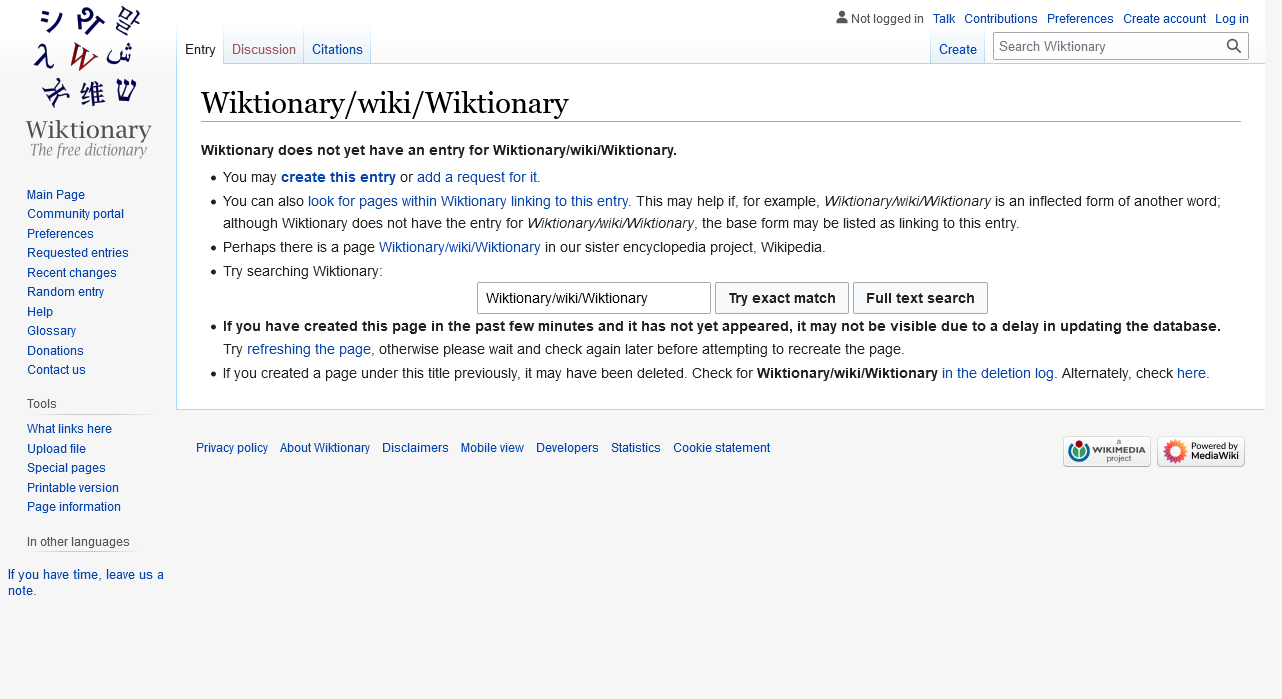 Not logged in Talk Contributions Preferences Create account Log in
Entry Discussion Citations Create Search Wiktionary
Wiktionary
The free dictionary
Wiktionary/wiki/Wiktionary
Wiktionary does not yet have an entry for Wiktionary/wiki/Wiktionary.
You may create this entry or add a request for it.
You can also look for pages within Wiktionary linking to this entry. This may help if, for example, Wiktionary/wiki/Wiktionary is an inflected form of another word;
although Wiktionary does not have the entry for Wiktionary/wiki/Wiktionary, the base form may be listed as linking to this entry.
Perhaps there is a page Wiktionary/wiki/Wiktionary in our sister encyclopedia project, Wikipedia.
Try searching Wiktionary:
Wiktionary/wiki/Wiktionary Try exact match Full text search
If you have created this page in the past few minutes and it has not yet appeared, it may not be visible due to a delay in updating the database.
Try refreshing the page, otherwise please wait and check again later before attempting to recreate the page.
If you created a page under this title previously, it may have been deleted. Check for Wiktionary/wiki/Wiktionary in the deletion log. Alternately, check here.
Main Page
Community portal
Preferences
Requested entries
Recent changes
Random entry
Help
Glossary
Donations
Contact us
Tools
What links here
Upload file
Special pages
Printable version
Page information
In other languages
If you have time, leave us a
note.
Privacy policy About Wiktionary Disclaimers Mobile view Developers Statistics Cookie statement
a
WIKIMEDIA
project
Powered by
MediaWiki